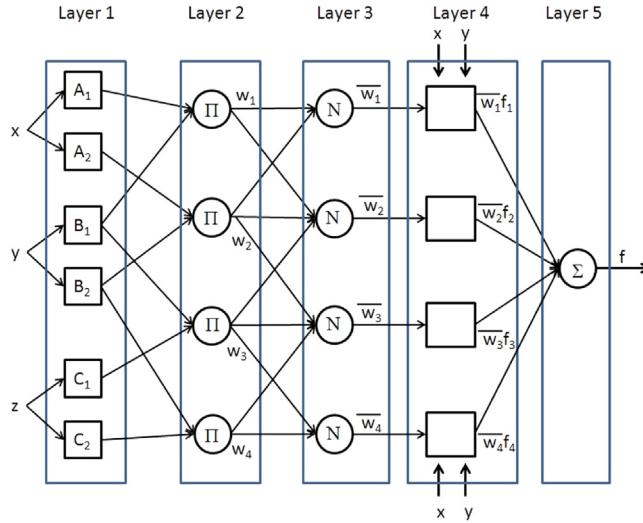 Layer 1 Layer 2 Layer 3 Layer 4 Layer 5
x y
A₁ w₁ w̅₁ w̅₁f₁
Π N
x
A₂
w̅₂ w̅₂f₂
B₁ Π N
w₂
y Σ f
B₂
w̅₃
Π N
w₃ w̅₃f₃
C₁
z w̅₄
C₂ Π N w̅₄f₄
w₄
x y